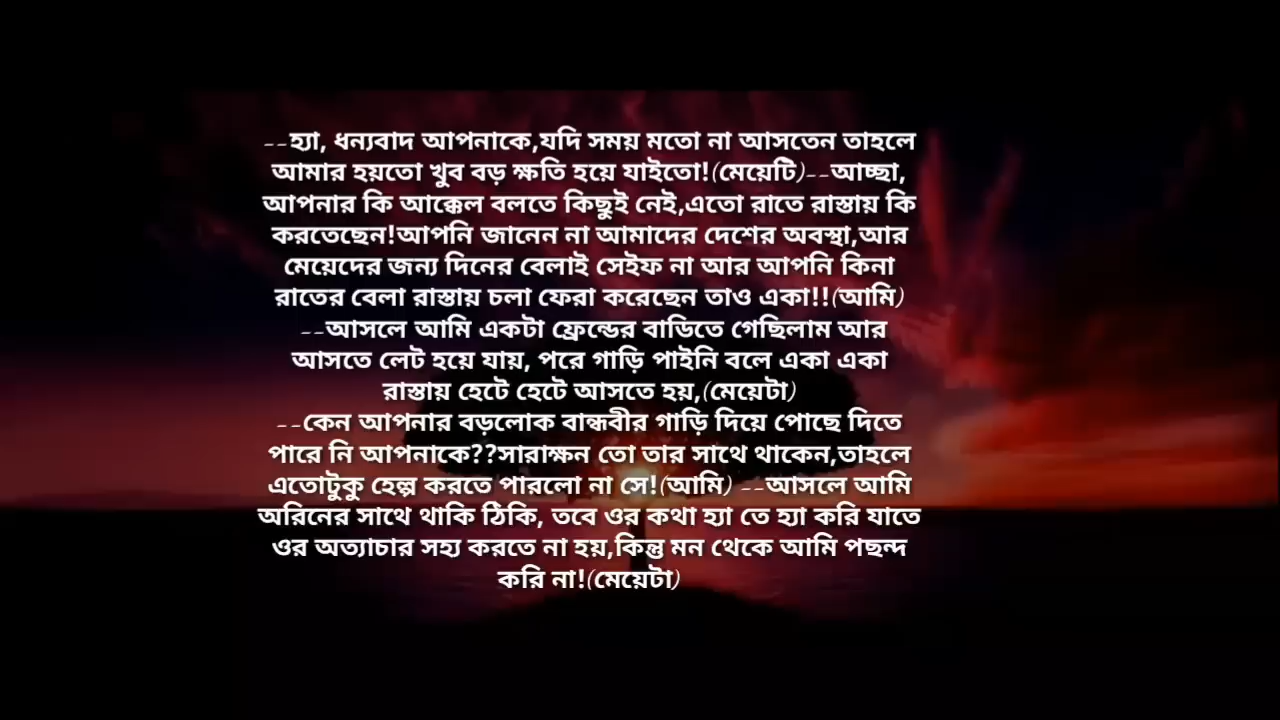 --হ্যা, ধন্যবাদ আপনাকে,যদি সময় মতো না আসতেন তাহলে
আমার হয়তো খুব বড় ক্ষতি হয়ে যাইতো!(মেয়েটি)--আচ্ছা,
আপনার কি আক্কেল বলতে কিছুই নেই,এতো রাতে রাস্তায় কি
করতেছেন!আপনি জানেন না আমাদের দেশের অবস্থা,আর
মেয়েদের জন্য দিনের বেলাই সেইফ না আর আপনি কিনা
রাতের বেলা রাস্তায় চলা ফেরা করেছেন তাও একা!!(আমি)
--আসলে আমি একটা ফ্রেন্ডের বাডিতে গেছিলাম আর
আসতে লেট হয়ে যায়, পরে গাড়ি পাইনি বলে একা একা
রাস্তায় হেটে হেটে আসতে হয়,(মেয়েটা)
--কেন আপনার বড়লোক বান্ধবীর গাড়ি দিয়ে পোছে দিতে
পারে নি আপনাকে??সারাক্ষন তো তার সাথে থাকেন,তাহলে
এতোটুকু হেল্প করতে পারলো না সে!(আমি) --আসলে আমি
অরিনের সাথে থাকি ঠিকি, তবে ওর কথা হ্যা তে হ্যা করি যাতে
ওর অত্যাচার সহ্য করতে না হয়,কিন্তু মন থেকে আমি পছন্দ
করি না!(মেয়েটা)